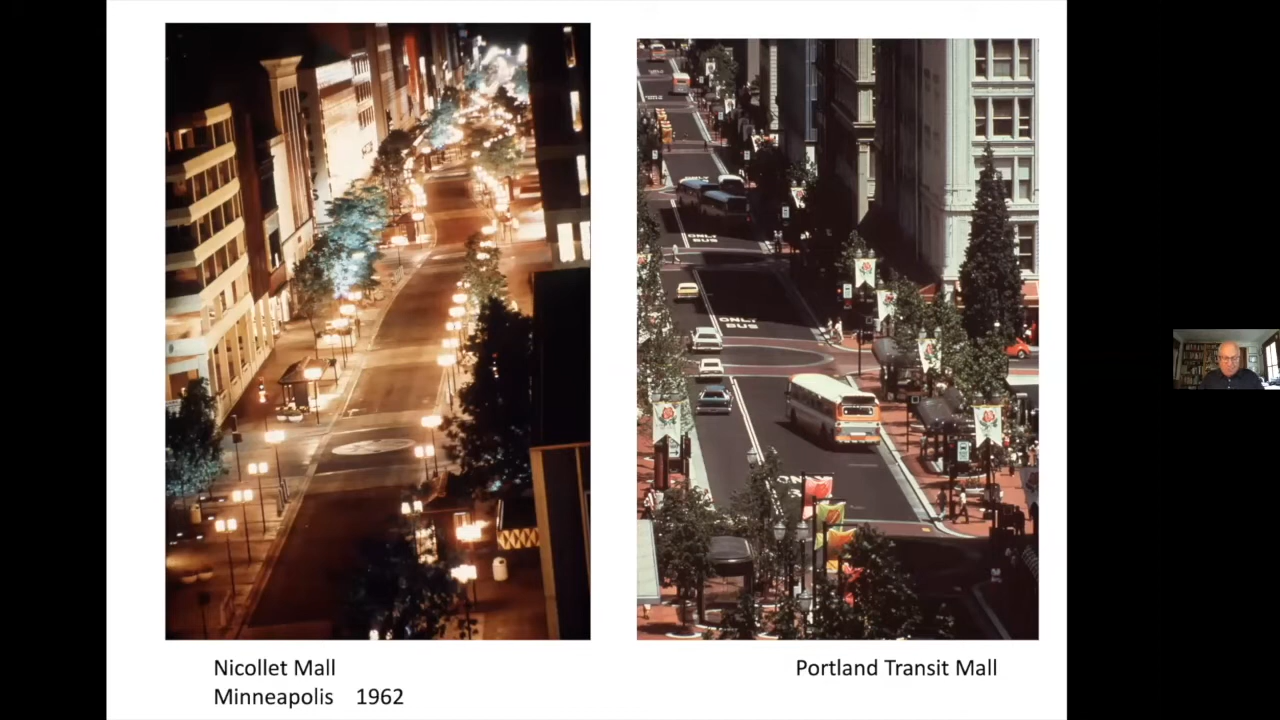 ONLY
BUS
ONLY
BUS
Nicollet Mall
Minneapolis 1962
Portland Transit Mall